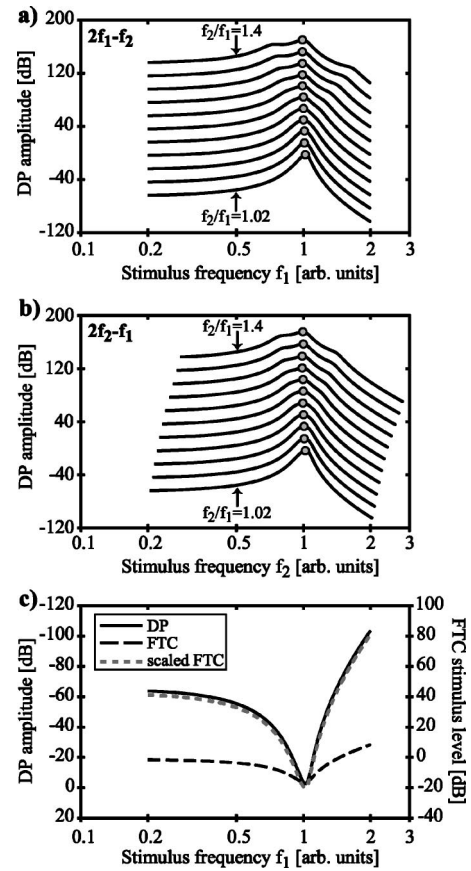 a)
200
2f1-f2
f2/f1=1.4
120
40
-40
-120
DP amplitude [dB]
f2/f1=1.02
0.1 0.2 0.5 1 2 3
Stimulus frequency f1 [arb. units]
b)
200
2f2-f1
f2/f1=1.4
120
40
-40
-120
DP amplitude [dB]
f2/f1=1.02
0.1 0.2 0.5 1 2 3
Stimulus frequency f2 [arb. units]
c)
-120 100
-100 80
-80 60
-60 40
-40 20
-20 0
0 -20
20 -40
DP
FTC
scaled FTC
DP amplitude [dB]
FTC stimulus level [dB]
0.1 0.2 0.5 1 2 3
Stimulus frequency f1 [arb. units]